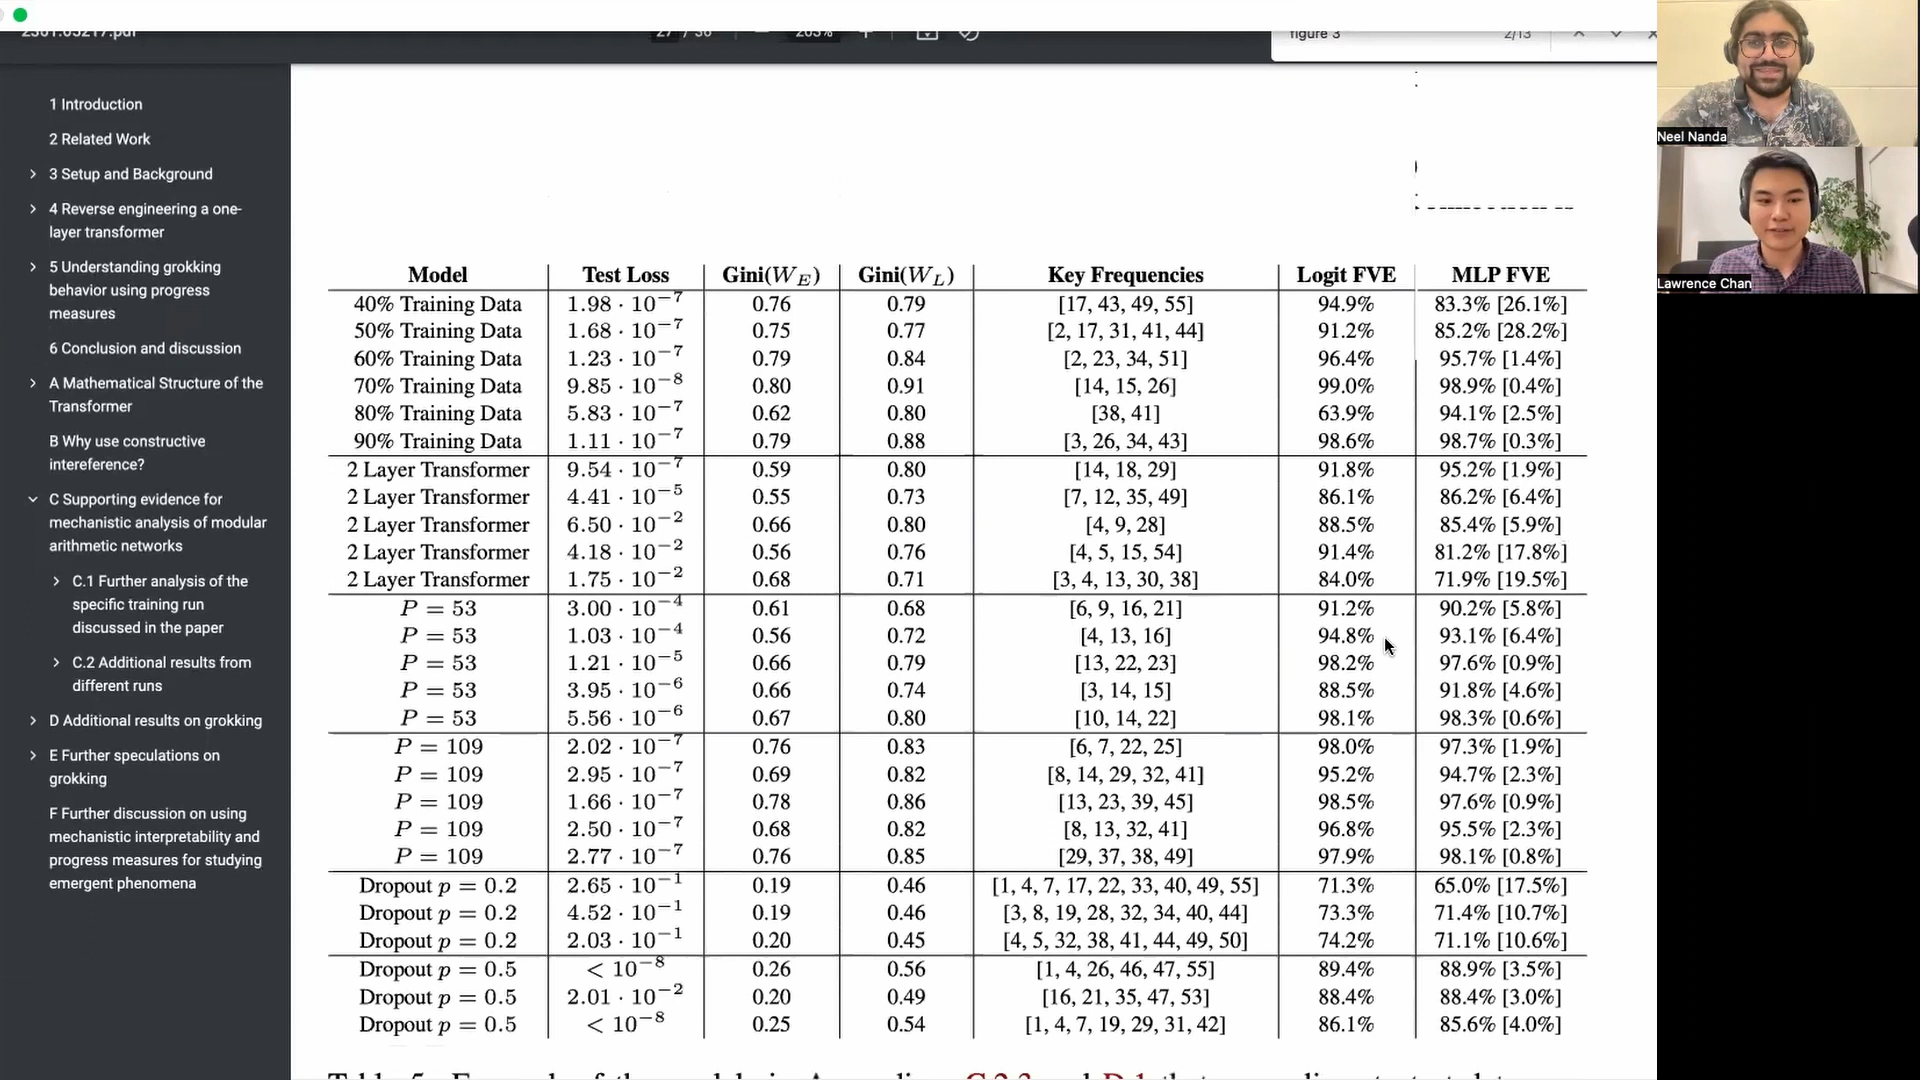 2301.05217.pdf
27 / 36
203%
figure 3
2/13
1 Introduction
2 Related Work
3 Setup and Background
4 Reverse engineering a one-
layer transformer
5 Understanding grokking
behavior using progress
measures
6 Conclusion and discussion
A Mathematical Structure of the
Transformer
B Why use constructive
intereference?
C Supporting evidence for
mechanistic analysis of modular
arithmetic networks
C.1 Further analysis of the
specific training run
discussed in the paper
C.2 Additional results from
different runs
D Additional results on grokking
E Further speculations on
grokking
F Further discussion on using
mechanistic interpretability and
progress measures for studying
emergent phenomena
Model Test Loss Gini(W_E) Gini(W_L) Key Frequencies Logit FVE MLP FVE
40% Training Data 1.98 · 10⁻⁷ 0.76 0.79 [17, 43, 49, 55] 94.9% 83.3% [26.1%]
50% Training Data 1.68 · 10⁻⁷ 0.75 0.77 [2, 17, 31, 41, 44] 91.2% 85.2% [28.2%]
60% Training Data 1.23 · 10⁻⁷ 0.79 0.84 [2, 23, 34, 51] 96.4% 95.7% [1.4%]
70% Training Data 9.85 · 10⁻⁸ 0.80 0.91 [14, 15, 26] 99.0% 98.9% [0.4%]
80% Training Data 5.83 · 10⁻⁷ 0.62 0.80 [38, 41] 63.9% 94.1% [2.5%]
90% Training Data 1.11 · 10⁻⁷ 0.79 0.88 [3, 26, 34, 43] 98.6% 98.7% [0.3%]
2 Layer Transformer 9.54 · 10⁻⁷ 0.59 0.80 [14, 18, 29] 91.8% 95.2% [1.9%]
2 Layer Transformer 4.41 · 10⁻⁵ 0.55 0.73 [7, 12, 35, 49] 86.1% 86.2% [6.4%]
2 Layer Transformer 6.50 · 10⁻² 0.66 0.80 [4, 9, 28] 88.5% 85.4% [5.9%]
2 Layer Transformer 4.18 · 10⁻² 0.56 0.76 [4, 5, 15, 54] 91.4% 81.2% [17.8%]
2 Layer Transformer 1.75 · 10⁻² 0.68 0.71 [3, 4, 13, 30, 38] 84.0% 71.9% [19.5%]
P = 53 3.00 · 10⁻⁴ 0.61 0.68 [6, 9, 16, 21] 91.2% 90.2% [5.8%]
P = 53 1.03 · 10⁻⁴ 0.56 0.72 [4, 13, 16] 94.8% 93.1% [6.4%]
P = 53 1.21 · 10⁻⁵ 0.66 0.79 [13, 22, 23] 98.2% 97.6% [0.9%]
P = 53 3.95 · 10⁻⁶ 0.66 0.74 [3, 14, 15] 88.5% 91.8% [4.6%]
P = 53 5.56 · 10⁻⁶ 0.67 0.80 [10, 14, 22] 98.1% 98.3% [0.6%]
P = 109 2.02 · 10⁻⁷ 0.76 0.83 [6, 7, 22, 25] 98.0% 97.3% [1.9%]
P = 109 2.95 · 10⁻⁷ 0.69 0.82 [8, 14, 29, 32, 41] 95.2% 94.7% [2.3%]
P = 109 1.66 · 10⁻⁷ 0.78 0.86 [13, 23, 39, 45] 98.5% 97.6% [0.9%]
P = 109 2.50 · 10⁻⁷ 0.68 0.82 [8, 13, 32, 41] 96.8% 95.5% [2.3%]
P = 109 2.77 · 10⁻⁷ 0.76 0.85 [29, 37, 38, 49] 97.9% 98.1% [0.8%]
Dropout p = 0.2 2.65 · 10⁻¹ 0.19 0.46 [1, 4, 7, 17, 22, 33, 40, 49, 55] 71.3% 65.0% [17.5%]
Dropout p = 0.2 4.52 · 10⁻¹ 0.19 0.46 [3, 8, 19, 28, 32, 34, 40, 44] 73.3% 71.4% [10.7%]
Dropout p = 0.2 2.03 · 10⁻¹ 0.20 0.45 [4, 5, 32, 38, 41, 44, 49, 50] 74.2% 71.1% [10.6%]
Dropout p = 0.5 < 10⁻⁸ 0.26 0.56 [1, 4, 26, 46, 47, 55] 89.4% 88.9% [3.5%]
Dropout p = 0.5 2.01 · 10⁻² 0.20 0.49 [16, 21, 35, 47, 53] 88.4% 88.4% [3.0%]
Dropout p = 0.5 < 10⁻⁸ 0.25 0.54 [1, 4, 7, 19, 29, 31, 42] 86.1% 85.6% [4.0%]
Neel Nanda
Lawrence Chan